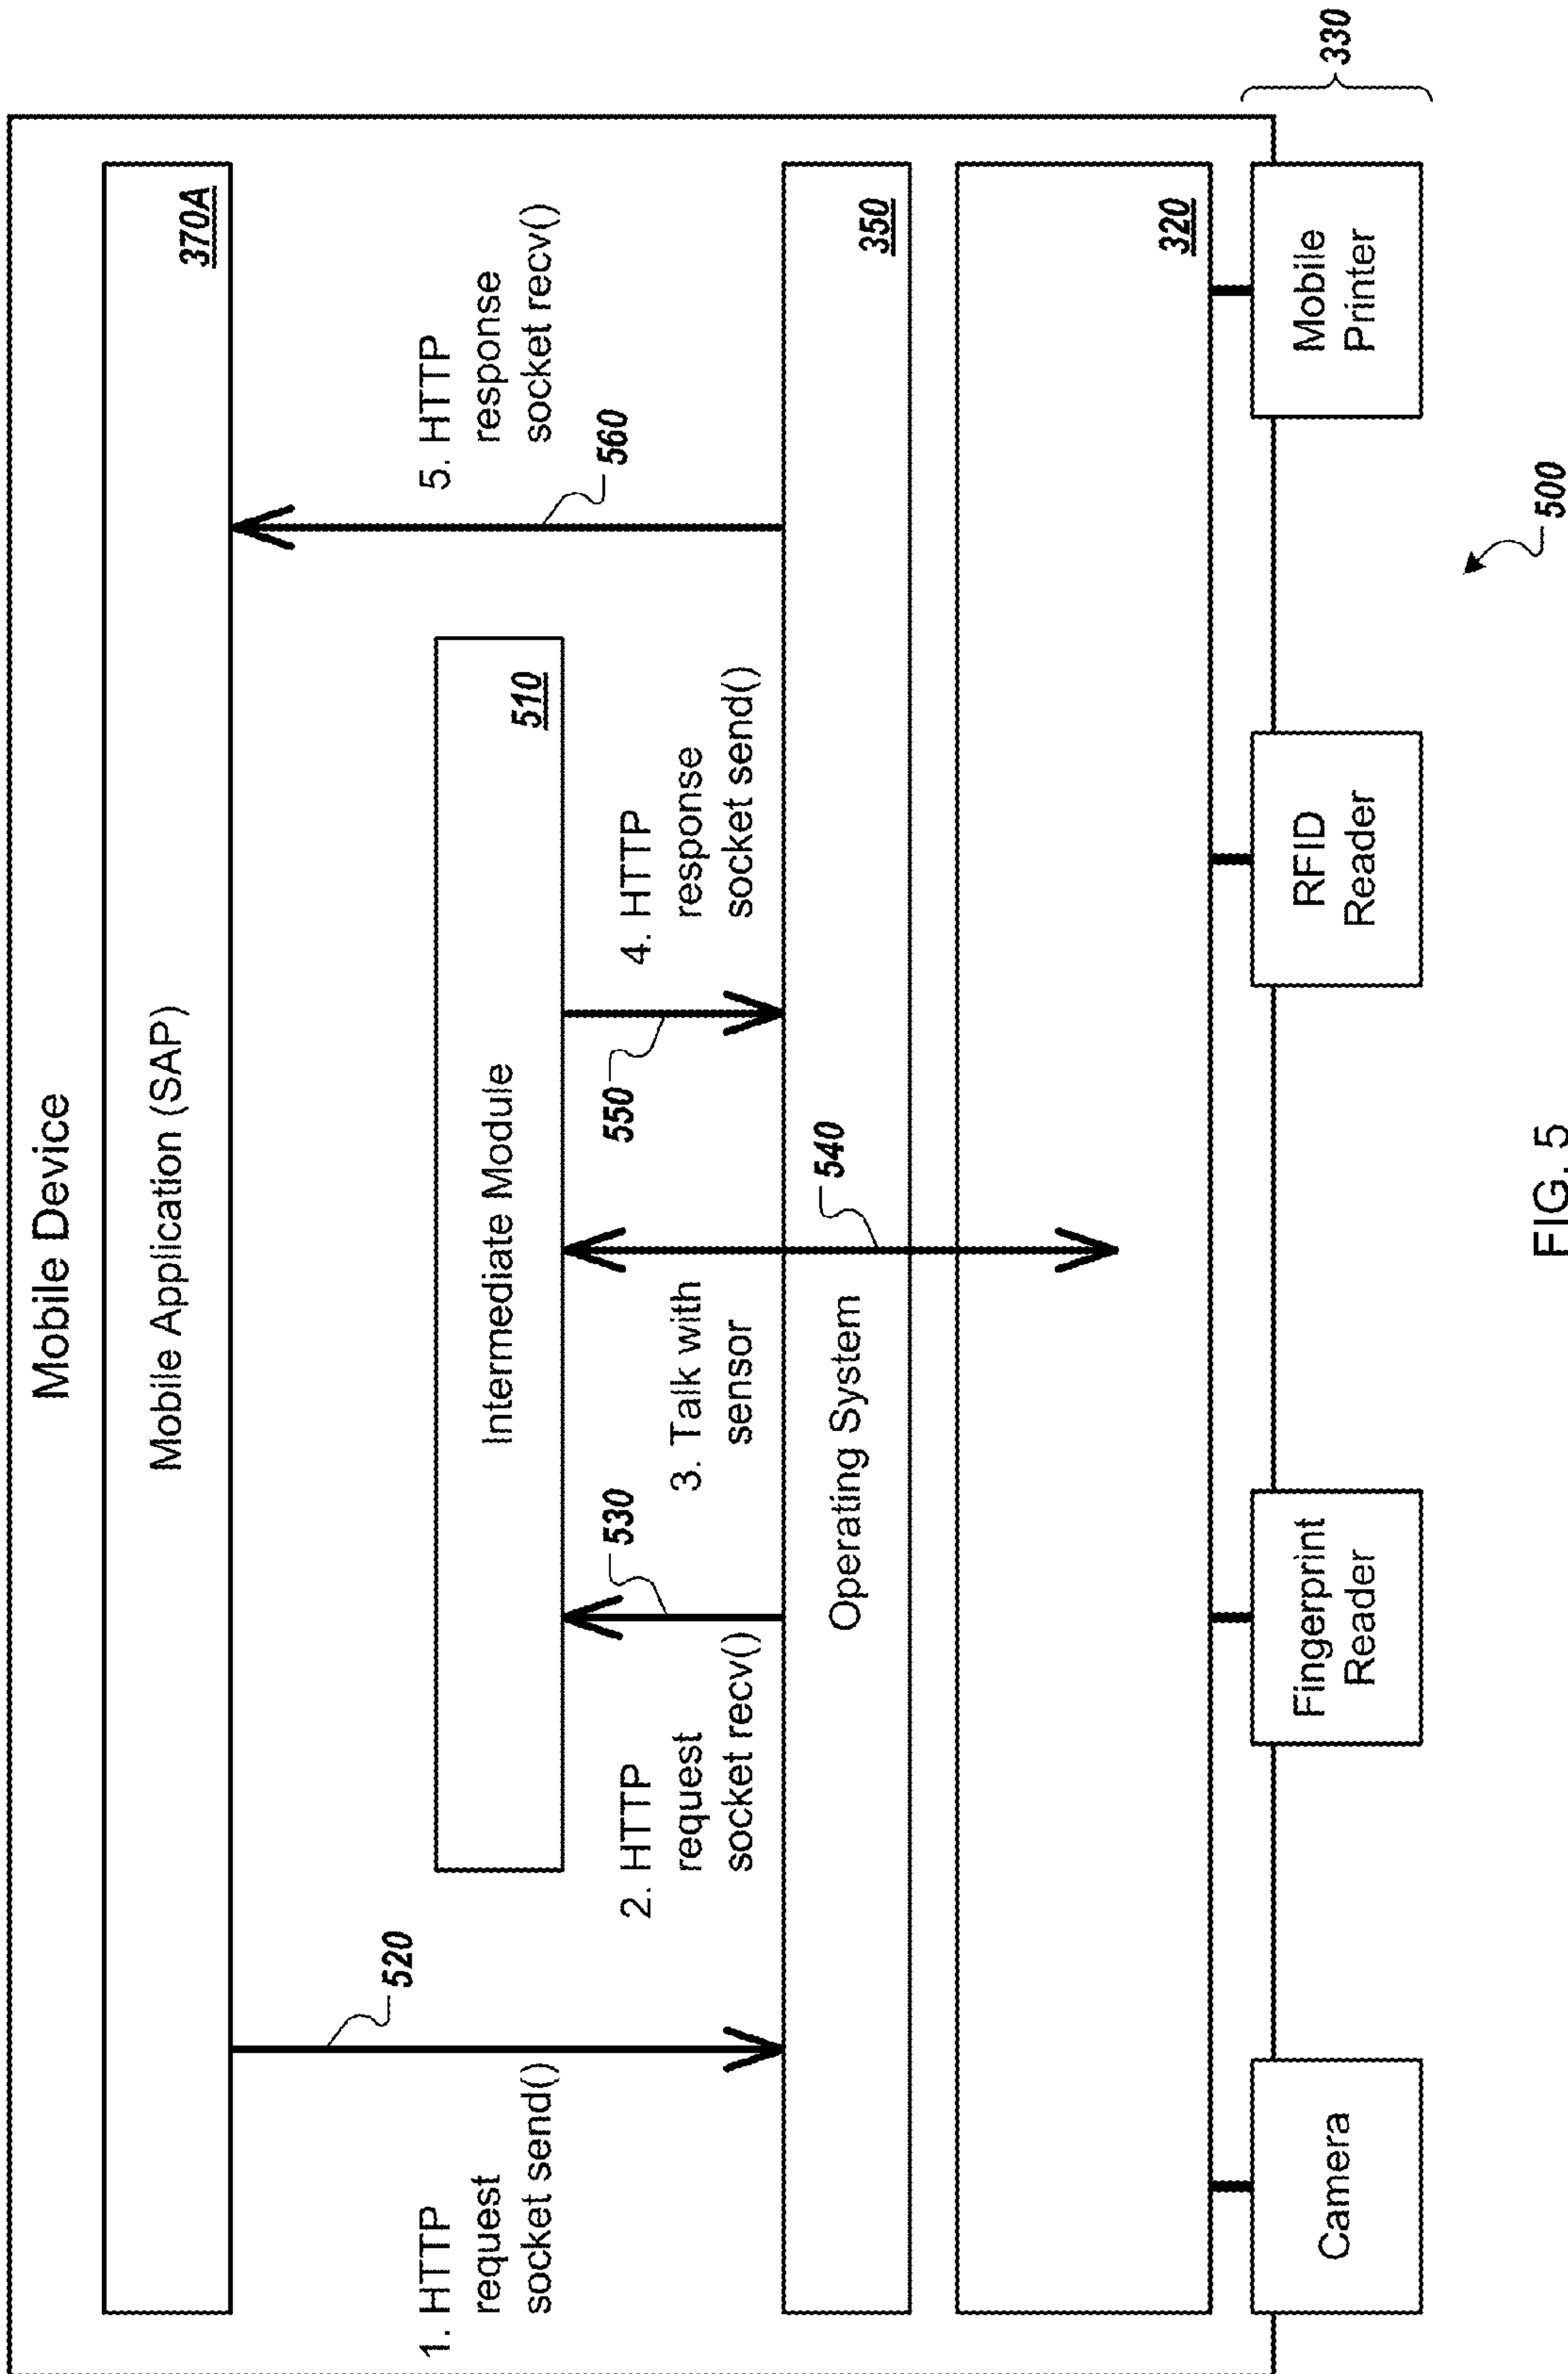 Mobile Device
Mobile Application (SAP)
370A
1. HTTP
request
socket send()
520
Intermediate Module
510
5. HTTP
response
socket recv()
560
2. HTTP
request
socket recv()
530
3. Talk with
sensor
540
4. HTTP
response
socket send()
550
Operating System
350
320
Camera
Fingerprint
Reader
RFID
Reader
Mobile
Printer
330
500
FIG. 5